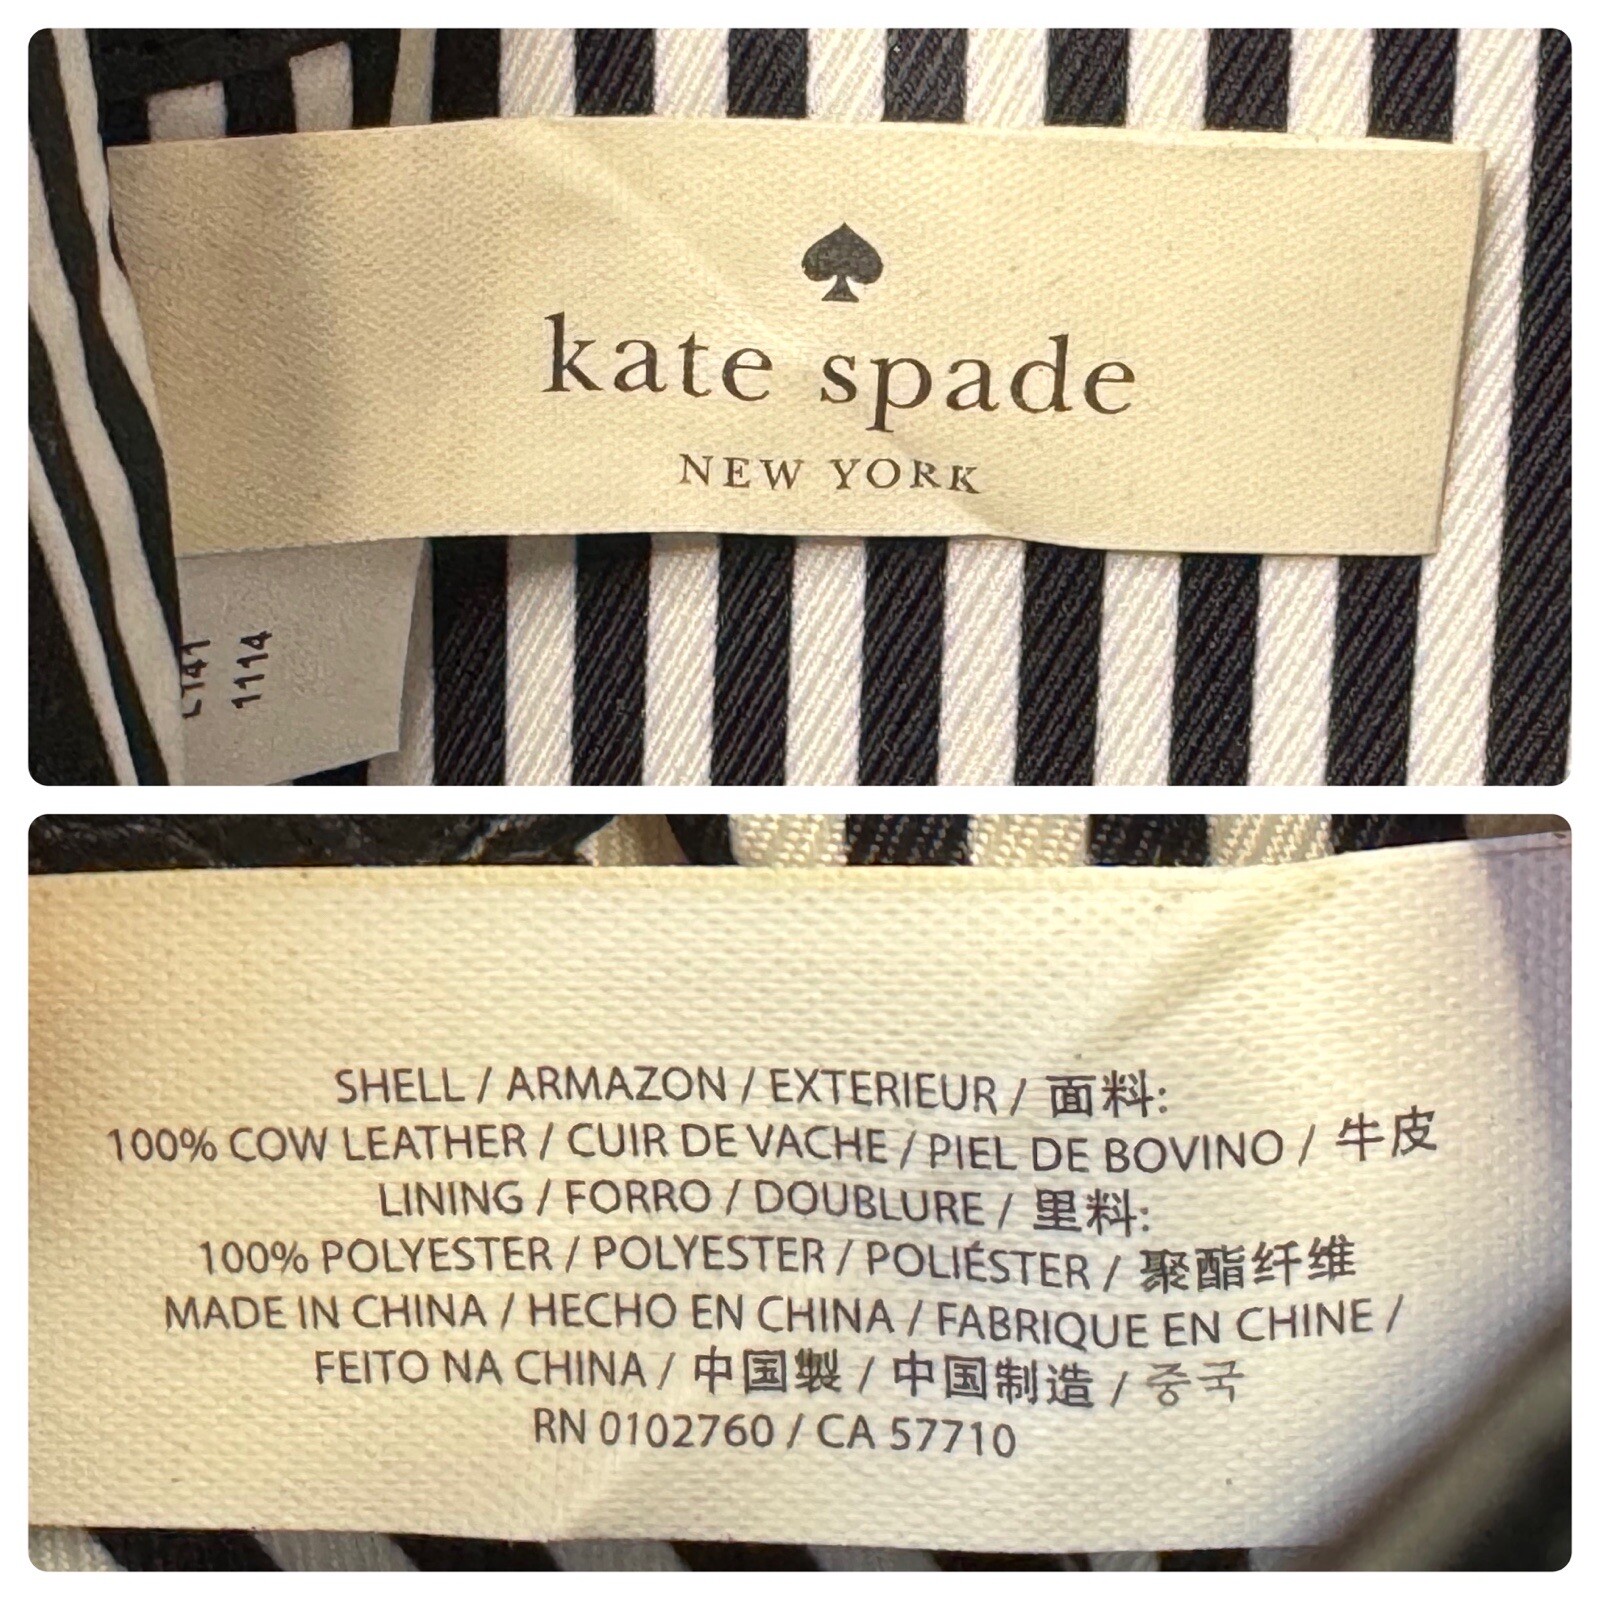 kate spade
NEW YORK
1114
SHELL / ARMAZON / EXTERIEUR / 面料:
100% COW LEATHER / CUIR DE VACHE / PIEL DE BOVINO / 牛皮
LINING / FORRO / DOUBLURE / 里料:
100% POLYESTER / POLYESTER / POLIÉSTER / 聚酯纤维
MADE IN CHINA / HECHO EN CHINA / FABRIQUE EN CHINE /
FEITO NA CHINA / 中国製 / 中国制造 / 중국
RN 0102760 / CA 57710